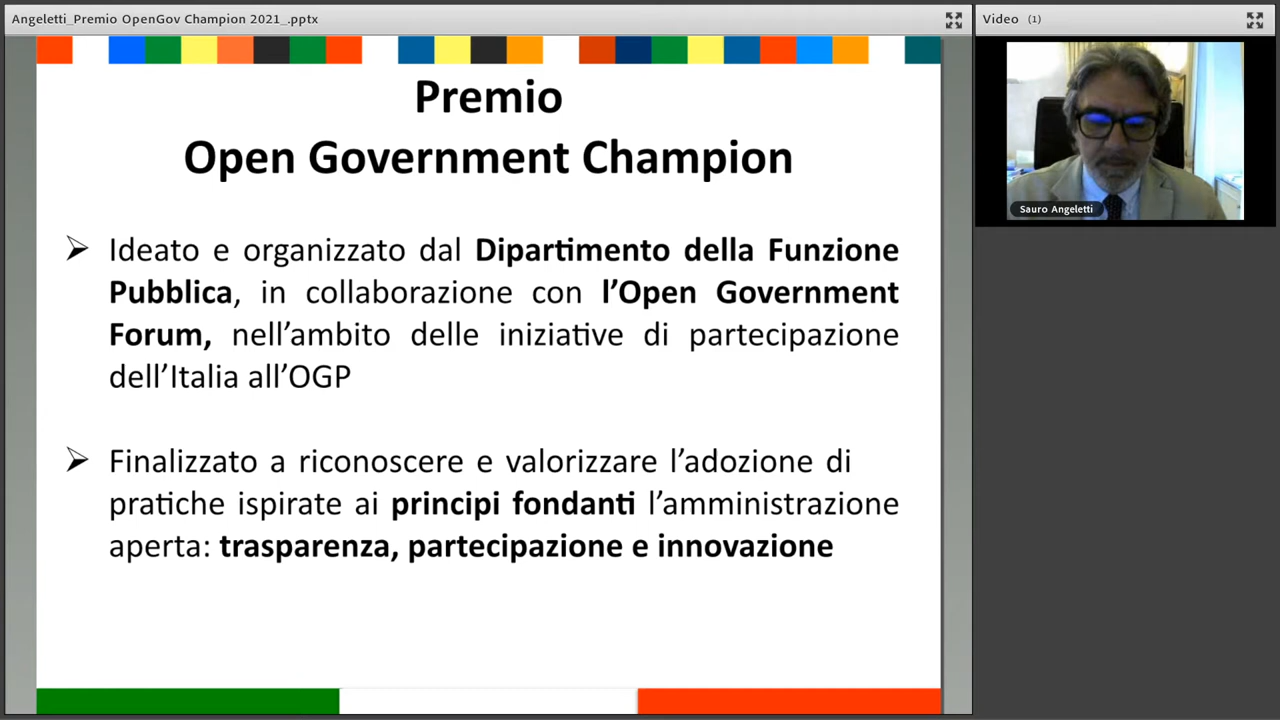 Angeletti_Premio OpenGov Champion 2021_.pptx
Video (1)
Premio
Open Government Champion
Sauro Angeletti
➢ Ideato e organizzato dal Dipartimento della Funzione
Pubblica, in collaborazione con l’Open Government
Forum, nell’ambito delle iniziative di partecipazione
dell’Italia all’OGP
➢ Finalizzato a riconoscere e valorizzare l’adozione di
pratiche ispirate ai principi fondanti l’amministrazione
aperta: trasparenza, partecipazione e innovazione